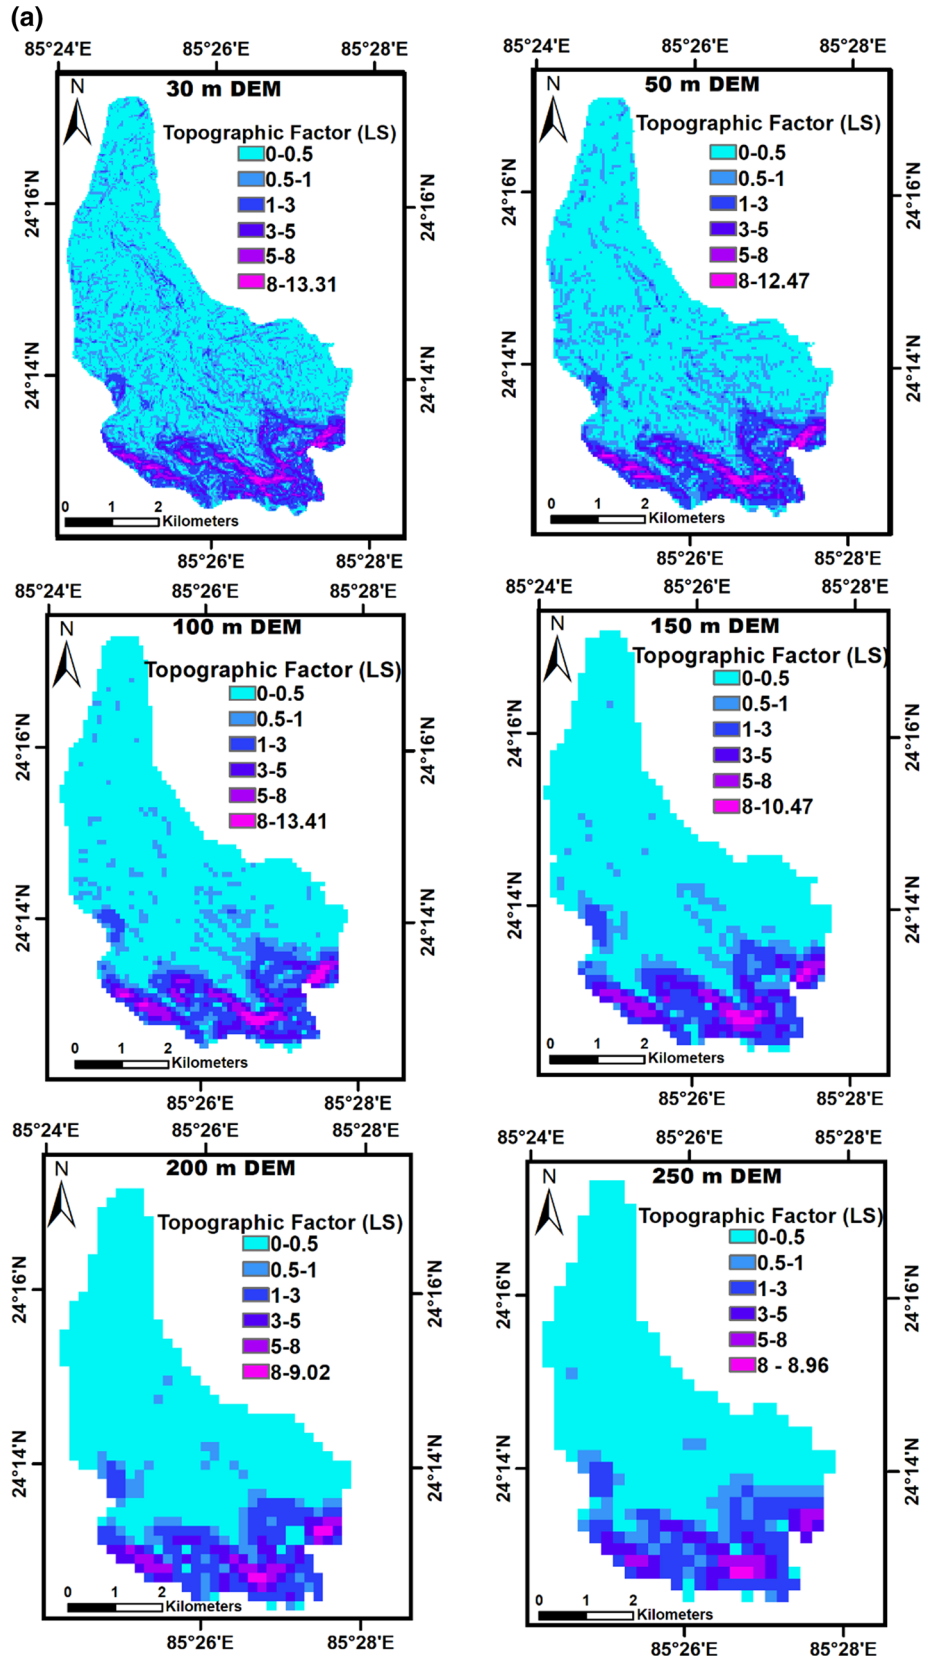 (a)
85°24'E 85°26'E 85°28'E
30 m DEM
N
Topographic Factor (LS)
0-0.5
0.5-1
1-3
3-5
5-8
8-13.31
24°16'N 24°16'N
24°14'N 24°14'N
0 1 2
Kilometers
85°26'E 85°28'E
85°24'E 85°26'E 85°28'E
50 m DEM
N
Topographic Factor (LS)
0-0.5
0.5-1
1-3
3-5
5-8
8-12.47
24°16'N 24°16'N
24°14'N 24°14'N
0 1 2
Kilometers
85°26'E 85°28'E
85°24'E 85°26'E 85°28'E
100 m DEM
N
Topographic Factor (LS)
0-0.5
0.5-1
1-3
3-5
5-8
8-13.41
24°16'N 24°16'N
24°14'N 24°14'N
0 1 2
Kilometers
85°26'E 85°28'E
85°24'E 85°26'E 85°28'E
150 m DEM
N
Topographic Factor (LS)
0-0.5
0.5-1
1-3
3-5
5-8
8-10.47
24°16'N 24°16'N
24°14'N 24°14'N
0 1 2
Kilometers
85°26'E 85°28'E
85°24'E 85°26'E 85°28'E
200 m DEM
N
Topographic Factor (LS)
0-0.5
0.5-1
1-3
3-5
5-8
8-9.02
24°16'N 24°16'N
24°14'N 24°14'N
0 1 2
Kilometers
85°26'E 85°28'E
85°24'E 85°26'E 85°28'E
250 m DEM
N
Topographic Factor (LS)
0-0.5
0.5-1
1-3
3-5
5-8
8 - 8.96
24°16'N 24°16'N
24°14'N 24°14'N
0 1 2
Kilometers
85°26'E 85°28'E